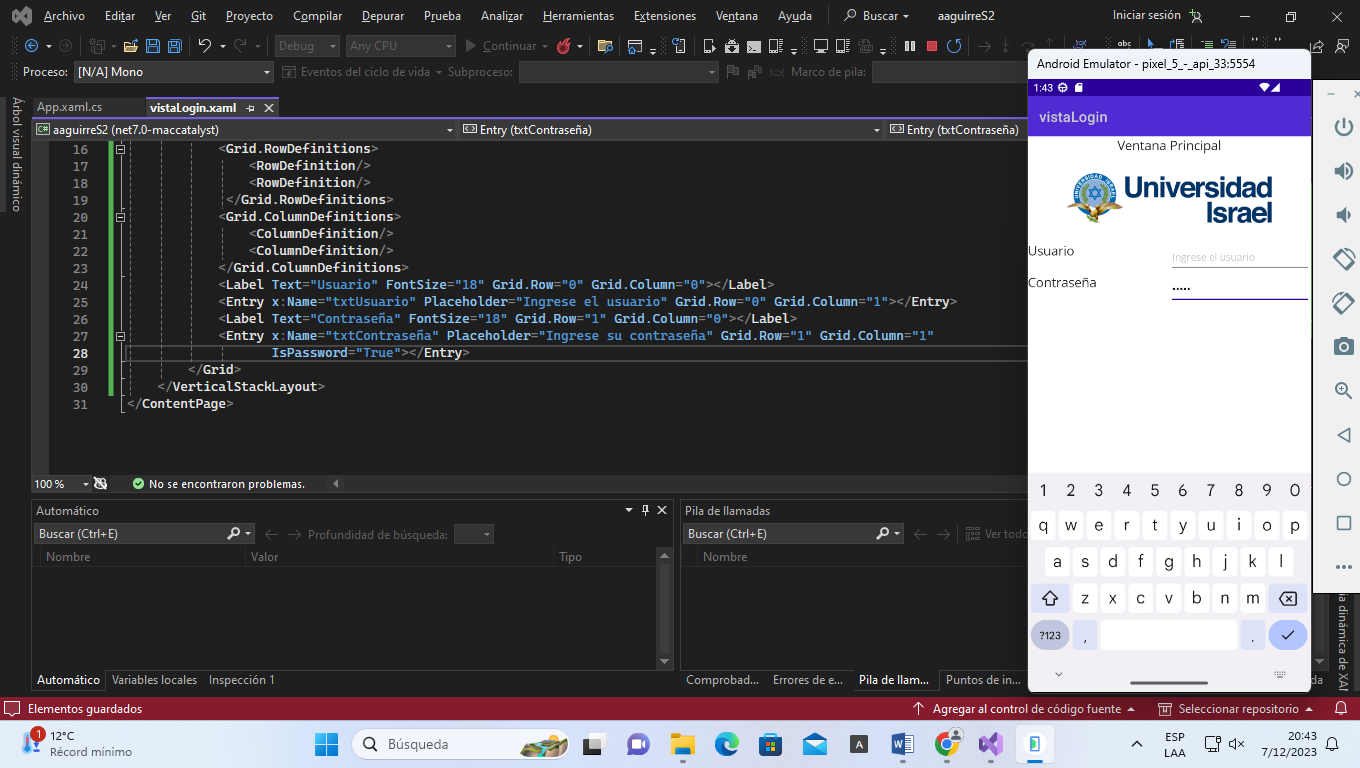 Archivo Editar Ver Git Proyecto Compilar Depurar Prueba Analizar Herramientas Extensiones Ventana Ayuda Buscar aaguirreS2 Iniciar sesión
Debug Any CPU Continuar
Proceso: [N/A] Mono Eventos del ciclo de vida Subproceso: Marco de pila:
App.xaml.cs vistaLogin.xaml
aaguirreS2 (net7.0-maccatalyst) Entry (txtContraseña) Entry (txtContraseña)
Árbol visual dinámico
16 <Grid.RowDefinitions>
17 <RowDefinition/>
18 <RowDefinition/>
19 </Grid.RowDefinitions>
20 <Grid.ColumnDefinitions>
21 <ColumnDefinition/>
22 <ColumnDefinition/>
23 </Grid.ColumnDefinitions>
24 <Label Text="Usuario" FontSize="18" Grid.Row="0" Grid.Column="0"></Label>
25 <Entry x:Name="txtUsuario" Placeholder="Ingrese el usuario" Grid.Row="0" Grid.Column="1"></Entry>
26 <Label Text="Contraseña" FontSize="18" Grid.Row="1" Grid.Column="0"></Label>
27 <Entry x:Name="txtContraseña" Placeholder="Ingrese su contraseña" Grid.Row="1" Grid.Column="1"
28 IsPassword="True"></Entry>
29 </Grid>
30 </VerticalStackLayout>
31 </ContentPage>
100 % No se encontraron problemas.
Automático
Buscar (Ctrl+E) Profundidad de búsqueda:
Nombre Valor Tipo
Automático Variables locales Inspección 1
Pila de llamadas
Buscar (Ctrl+E) Ver todo
Nombre
Comprobad... Errores de e... Pila de llam... Puntos de in...
Android Emulator - pixel_5_-_api_33:5554
1:43
vistaLogin
Ventana Principal
Universidad
Israel
Usuario Ingrese el usuario
Contraseña •••••
1 2 3 4 5 6 7 8 9 0
q w e r t y u i o p
a s d f g h j k l
z x c v b n m
?123 , .
Elementos guardados Agregar al control de código fuente Seleccionar repositorio
1 12°C
Récord mínimo
Búsqueda
ESP
LAA
20:43
7/12/2023